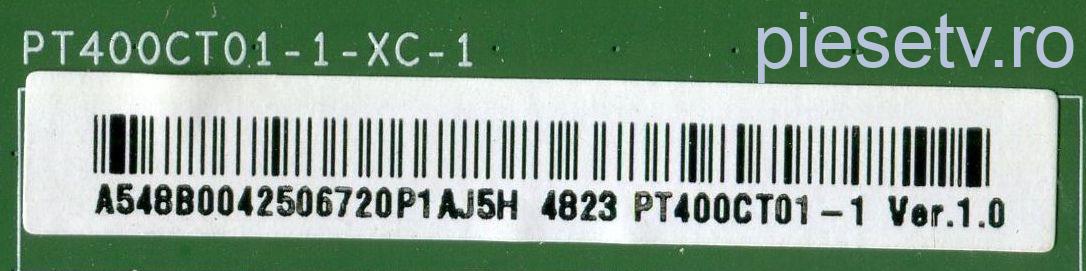 PT400CT01-1-XC-1
piesetv.ro
A548B0042506720P1AJ5H 4823 PT400CT01-1 Ver.1.0